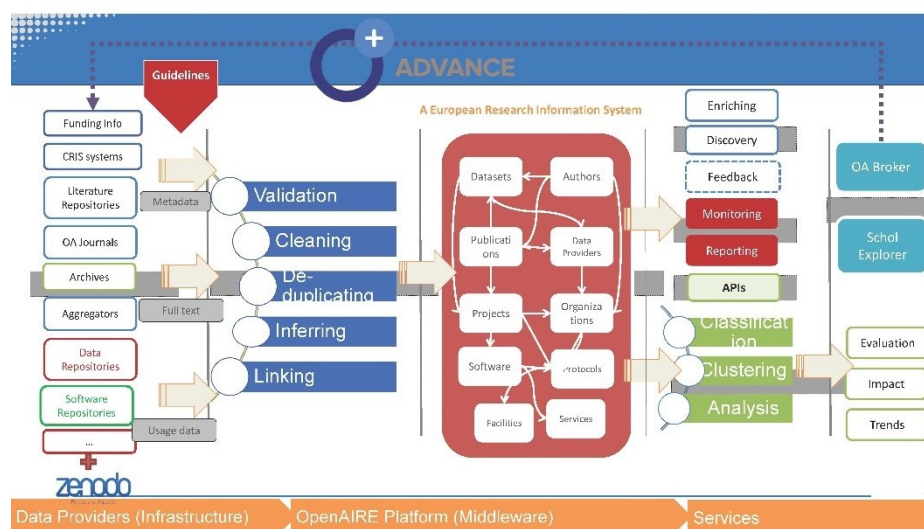 ADVANCE
Guidelines
A European Research Information System
Funding Info
CRIS systems
Literature
Repositories
OA Journals
Archives
Aggregators
Data
Repositories
Software
Repositories
...
zenodo
Metadata
Full text
Usage data
Validation
Cleaning
De-
duplicating
Inferring
Linking
Datasets
Authors
Publicati
ons
Data
Providers
Projects
Organiza
tions
Software
Protocols
Facilities
Services
Enriching
Discovery
Feedback
Monitoring
Reporting
APIs
Classificat
ion
Clustering
Analysis
OA Broker
Schol
Explorer
Evaluation
Impact
Trends
Data Providers (Infrastructure)
OpenAIRE Platform (Middleware)
Services